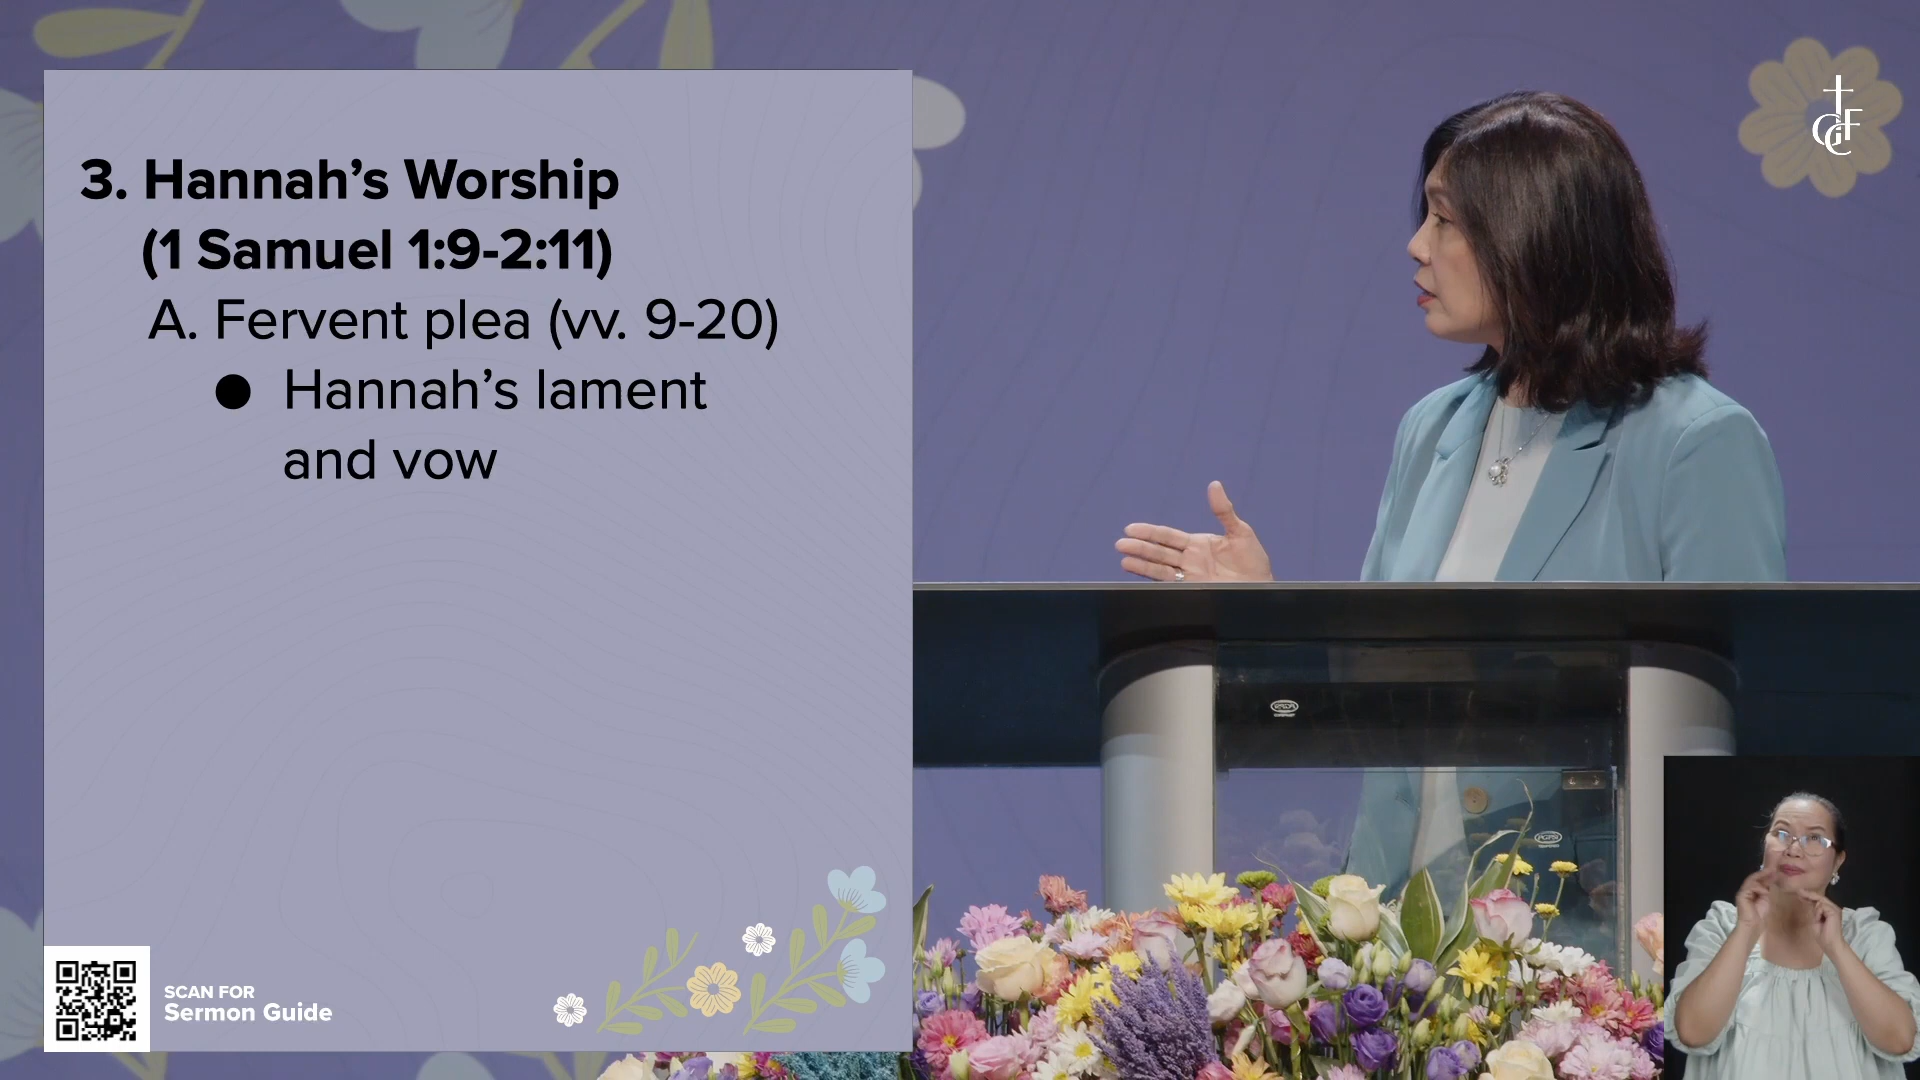 3. Hannah’s Worship
(1 Samuel 1:9-2:11)
A. Fervent plea (vv. 9-20)
● Hannah’s lament
and vow
SCAN FOR
Sermon Guide